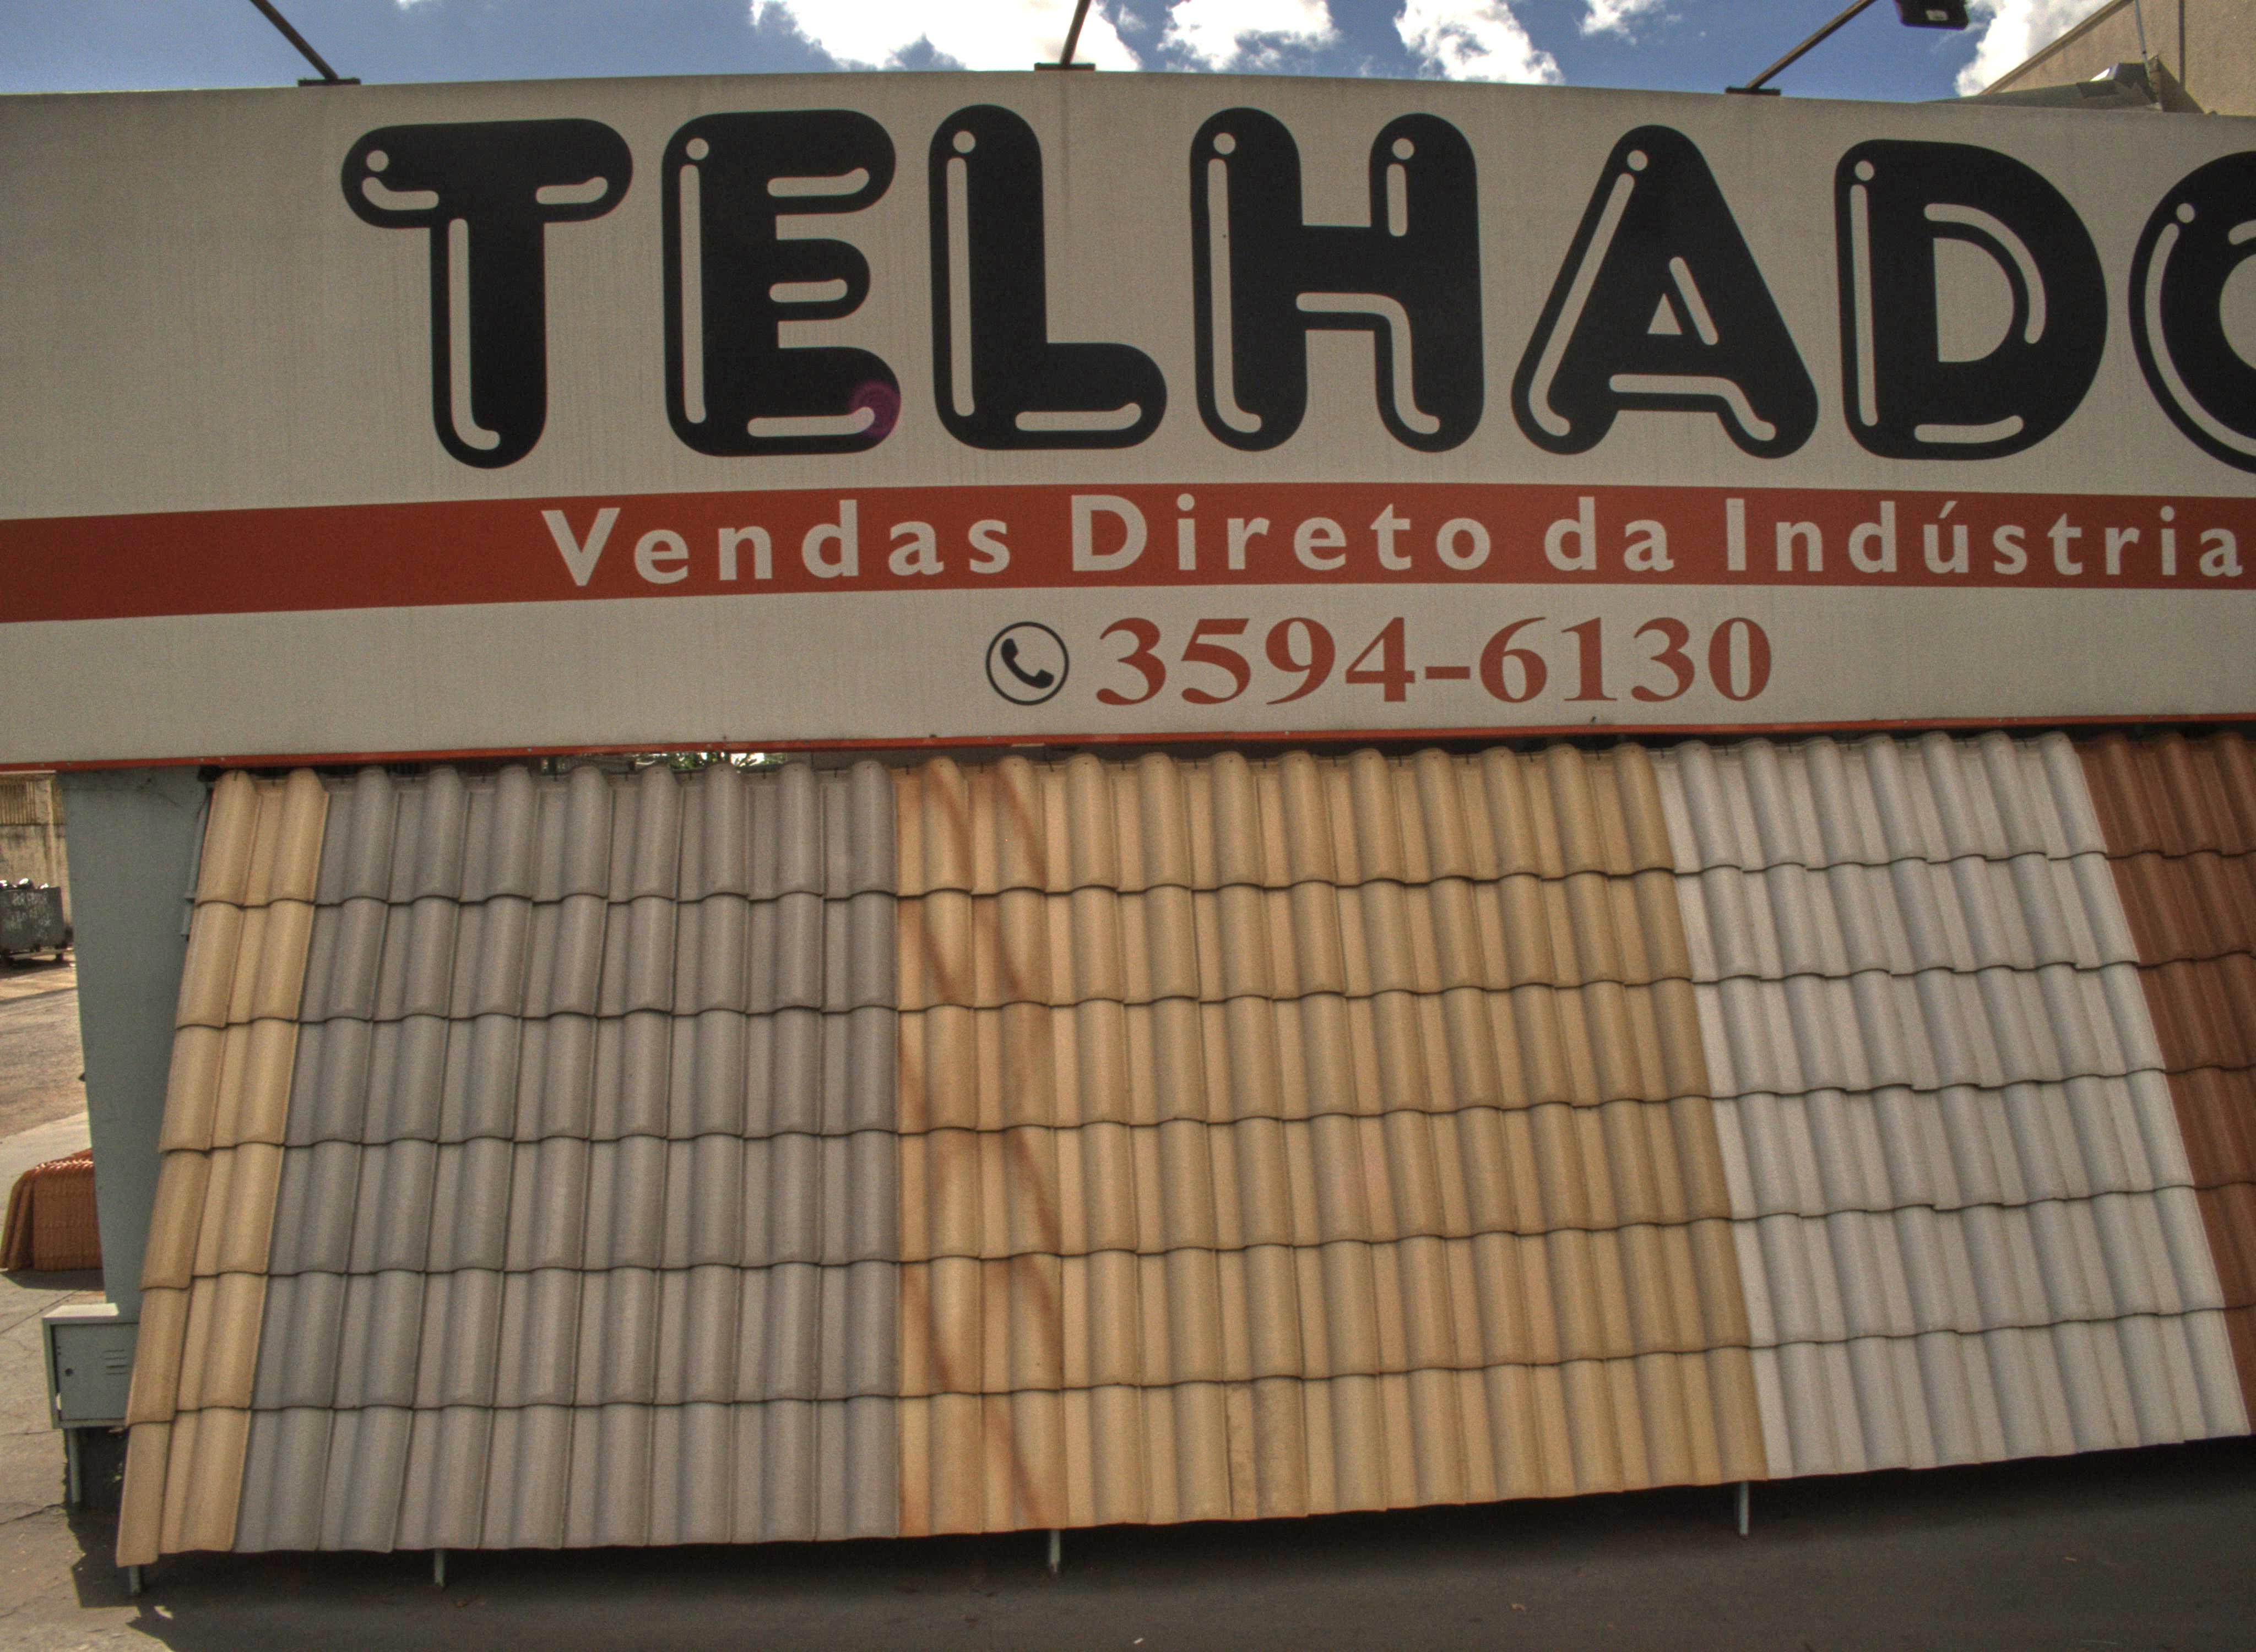 TELHADO
Vendas Direto da Indústria
3594-6130